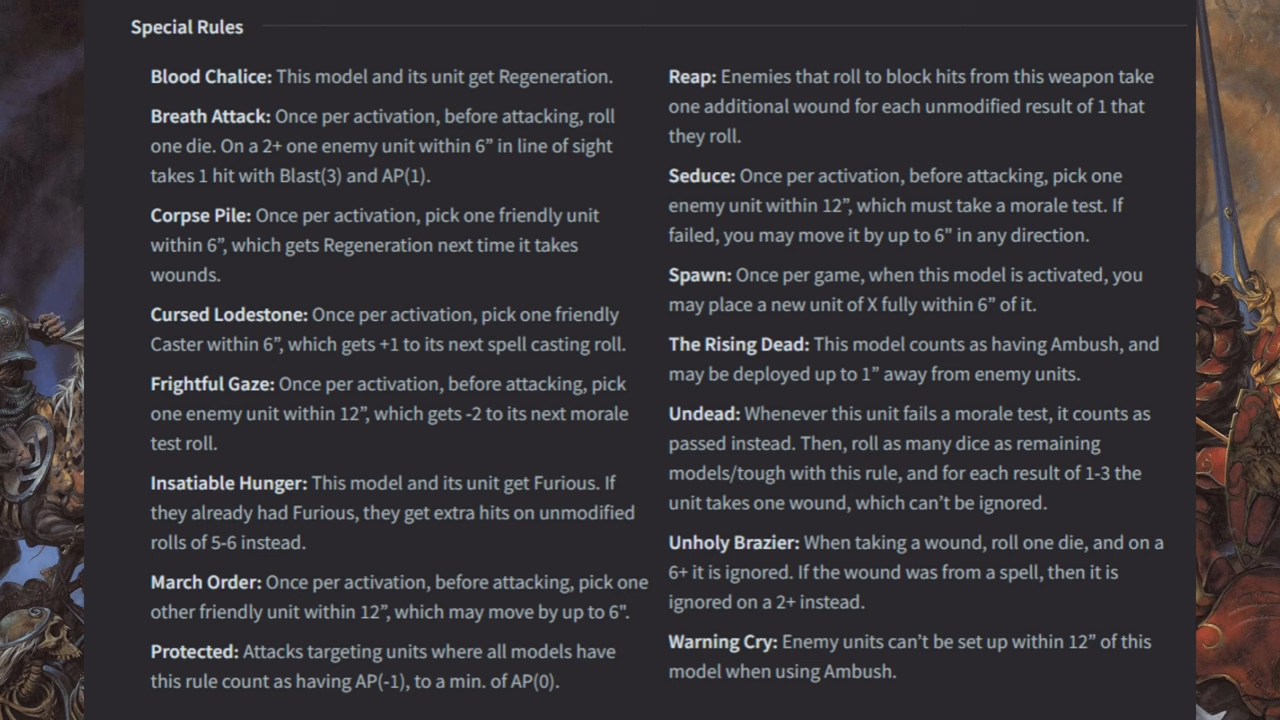 Special Rules
Blood Chalice: This model and its unit get Regeneration.
Breath Attack: Once per activation, before attacking, roll
one die. On a 2+ one enemy unit within 6” in line of sight
takes 1 hit with Blast(3) and AP(1).
Corpse Pile: Once per activation, pick one friendly unit
within 6”, which gets Regeneration next time it takes
wounds.
Cursed Lodestone: Once per activation, pick one friendly
Caster within 6”, which gets +1 to its next spell casting roll.
Frightful Gaze: Once per activation, before attacking, pick
one enemy unit within 12”, which gets -2 to its next morale
test roll.
Insatiable Hunger: This model and its unit get Furious. If
they already had Furious, they get extra hits on unmodified
rolls of 5-6 instead.
March Order: Once per activation, before attacking, pick one
other friendly unit within 12”, which may move by up to 6".
Protected: Attacks targeting units where all models have
this rule count as having AP(-1), to a min. of AP(0).
Reap: Enemies that roll to block hits from this weapon take
one additional wound for each unmodified result of 1 that
they roll.
Seduce: Once per activation, before attacking, pick one
enemy unit within 12”, which must take a morale test. If
failed, you may move it by up to 6" in any direction.
Spawn: Once per game, when this model is activated, you
may place a new unit of X fully within 6” of it.
The Rising Dead: This model counts as having Ambush, and
may be deployed up to 1” away from enemy units.
Undead: Whenever this unit fails a morale test, it counts as
passed instead. Then, roll as many dice as remaining
models/tough with this rule, and for each result of 1-3 the
unit takes one wound, which can’t be ignored.
Unholy Brazier: When taking a wound, roll one die, and on a
6+ it is ignored. If the wound was from a spell, then it is
ignored on a 2+ instead.
Warning Cry: Enemy units can’t be set up within 12” of this
model when using Ambush.